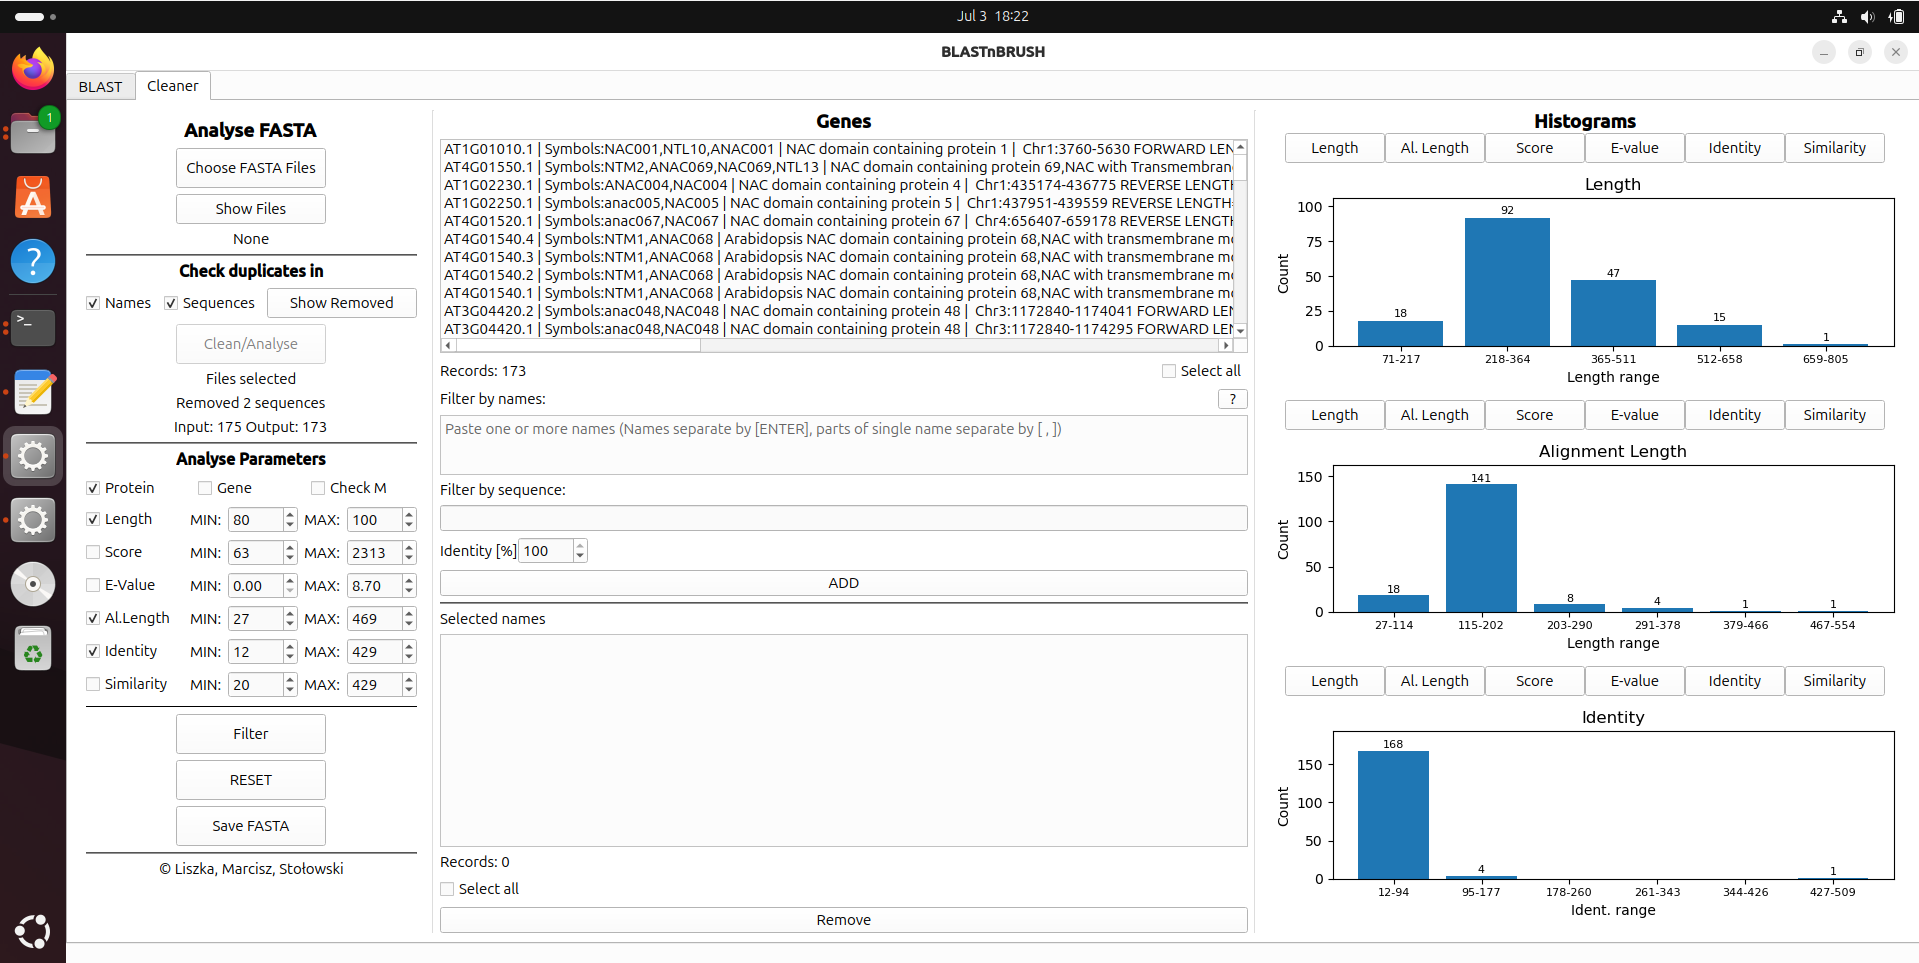 Jul 3 18:22
BLASTnBRUSH
BLAST
Cleaner
1
Analyse FASTA
Choose FASTA Files
Show Files
None
Check duplicates in
Names
Sequences
Show Removed
Clean/Analyse
Files selected
Removed 2 sequences
Input: 175 Output: 173
Analyse Parameters
Protein
Gene
Check M
Length MIN: 80 MAX: 100
Score MIN: 63 MAX: 2313
E-Value MIN: 0.00 MAX: 8.70
Al.Length MIN: 27 MAX: 469
Identity MIN: 12 MAX: 429
Similarity MIN: 20 MAX: 429
Filter
RESET
Save FASTA
© Liszka, Marcisz, Stołowski
Genes
AT1G01010.1 | Symbols:NAC001,NTL10,ANAC001 | NAC domain containing protein 1 | Chr1:3760-5630 FORWARD LEN
AT4G01550.1 | Symbols:NTM2,ANAC069,NAC069,NTL13 | NAC domain containing protein 69,NAC with Transmembran
AT1G02230.1 | Symbols:ANAC004,NAC004 | NAC domain containing protein 4 | Chr1:435174-436775 REVERSE LENGTH
AT1G02250.1 | Symbols:anac005,NAC005 | NAC domain containing protein 5 | Chr1:437951-439559 REVERSE LENGTH
AT4G01520.1 | Symbols:anac067,NAC067 | NAC domain containing protein 67 | Chr4:656407-659178 REVERSE LENGTH
AT4G01540.4 | Symbols:NTM1,ANAC068 | Arabidopsis NAC domain containing protein 68,NAC with transmembrane mo
AT4G01540.3 | Symbols:NTM1,ANAC068 | Arabidopsis NAC domain containing protein 68,NAC with transmembrane mo
AT4G01540.2 | Symbols:NTM1,ANAC068 | Arabidopsis NAC domain containing protein 68,NAC with transmembrane mo
AT4G01540.1 | Symbols:NTM1,ANAC068 | Arabidopsis NAC domain containing protein 68,NAC with transmembrane mo
AT3G04420.2 | Symbols:anac048,NAC048 | NAC domain containing protein 48 | Chr3:1172840-1174041 FORWARD LEN
AT3G04420.1 | Symbols:anac048,NAC048 | NAC domain containing protein 48 | Chr3:1172840-1174295 FORWARD LEN
Records: 173
Select all
Filter by names:
?
Paste one or more names (Names separate by [ENTER], parts of single name separate by [ , ])
Filter by sequence:
Identity [%] 100
ADD
Selected names
Records: 0
Select all
Remove
Histograms
Length Al. Length Score E-value Identity Similarity
Length
Count
100
75
50
25
0
18 92 47 15 1
71-217 218-364 365-511 512-658 659-805
Length range
Length Al. Length Score E-value Identity Similarity
Alignment Length
Count
150
100
50
0
18 141 8 4 1 1
27-114 115-202 203-290 291-378 379-466 467-554
Length range
Length Al. Length Score E-value Identity Similarity
Identity
Count
150
100
50
0
168 4 1
12-94 95-177 178-260 261-343 344-426 427-509
Ident. range